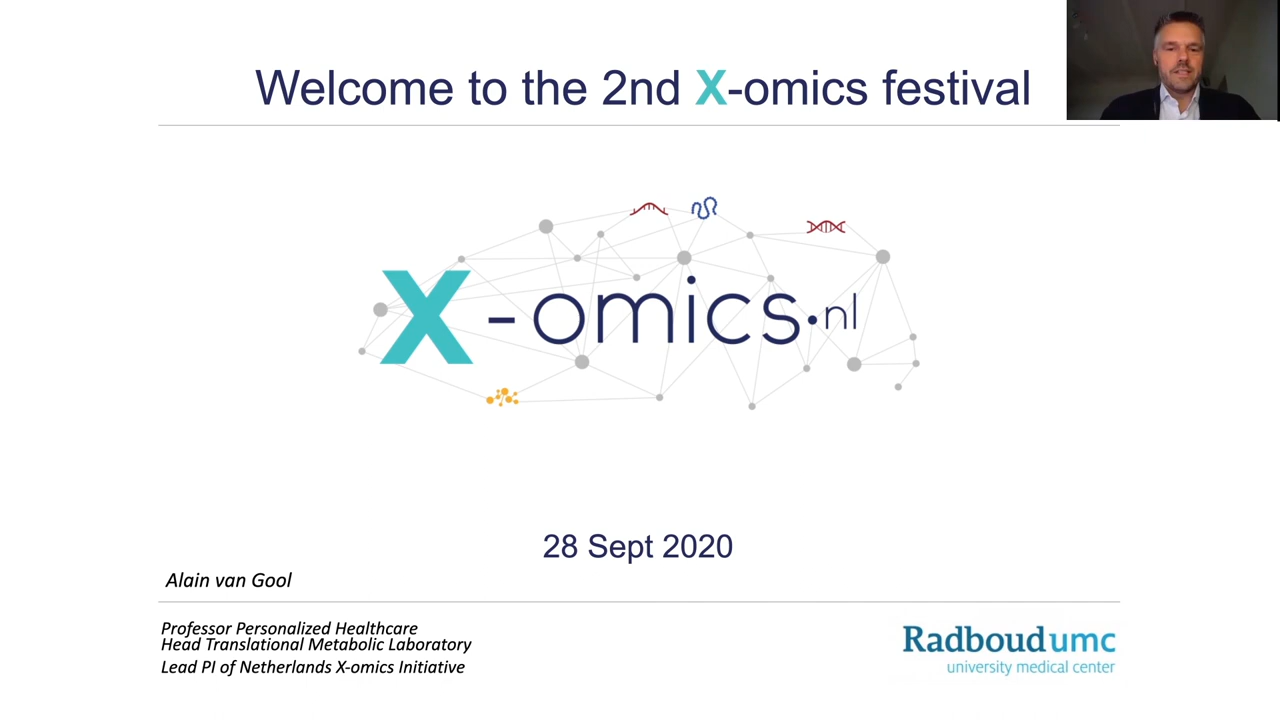 Welcome to the 2nd X-omics festival
X-omics.nl
28 Sept 2020
Alain van Gool
Professor Personalized Healthcare
Head Translational Metabolic Laboratory
Lead PI of Netherlands X-omics Initiative
Radboudumc
university medical center